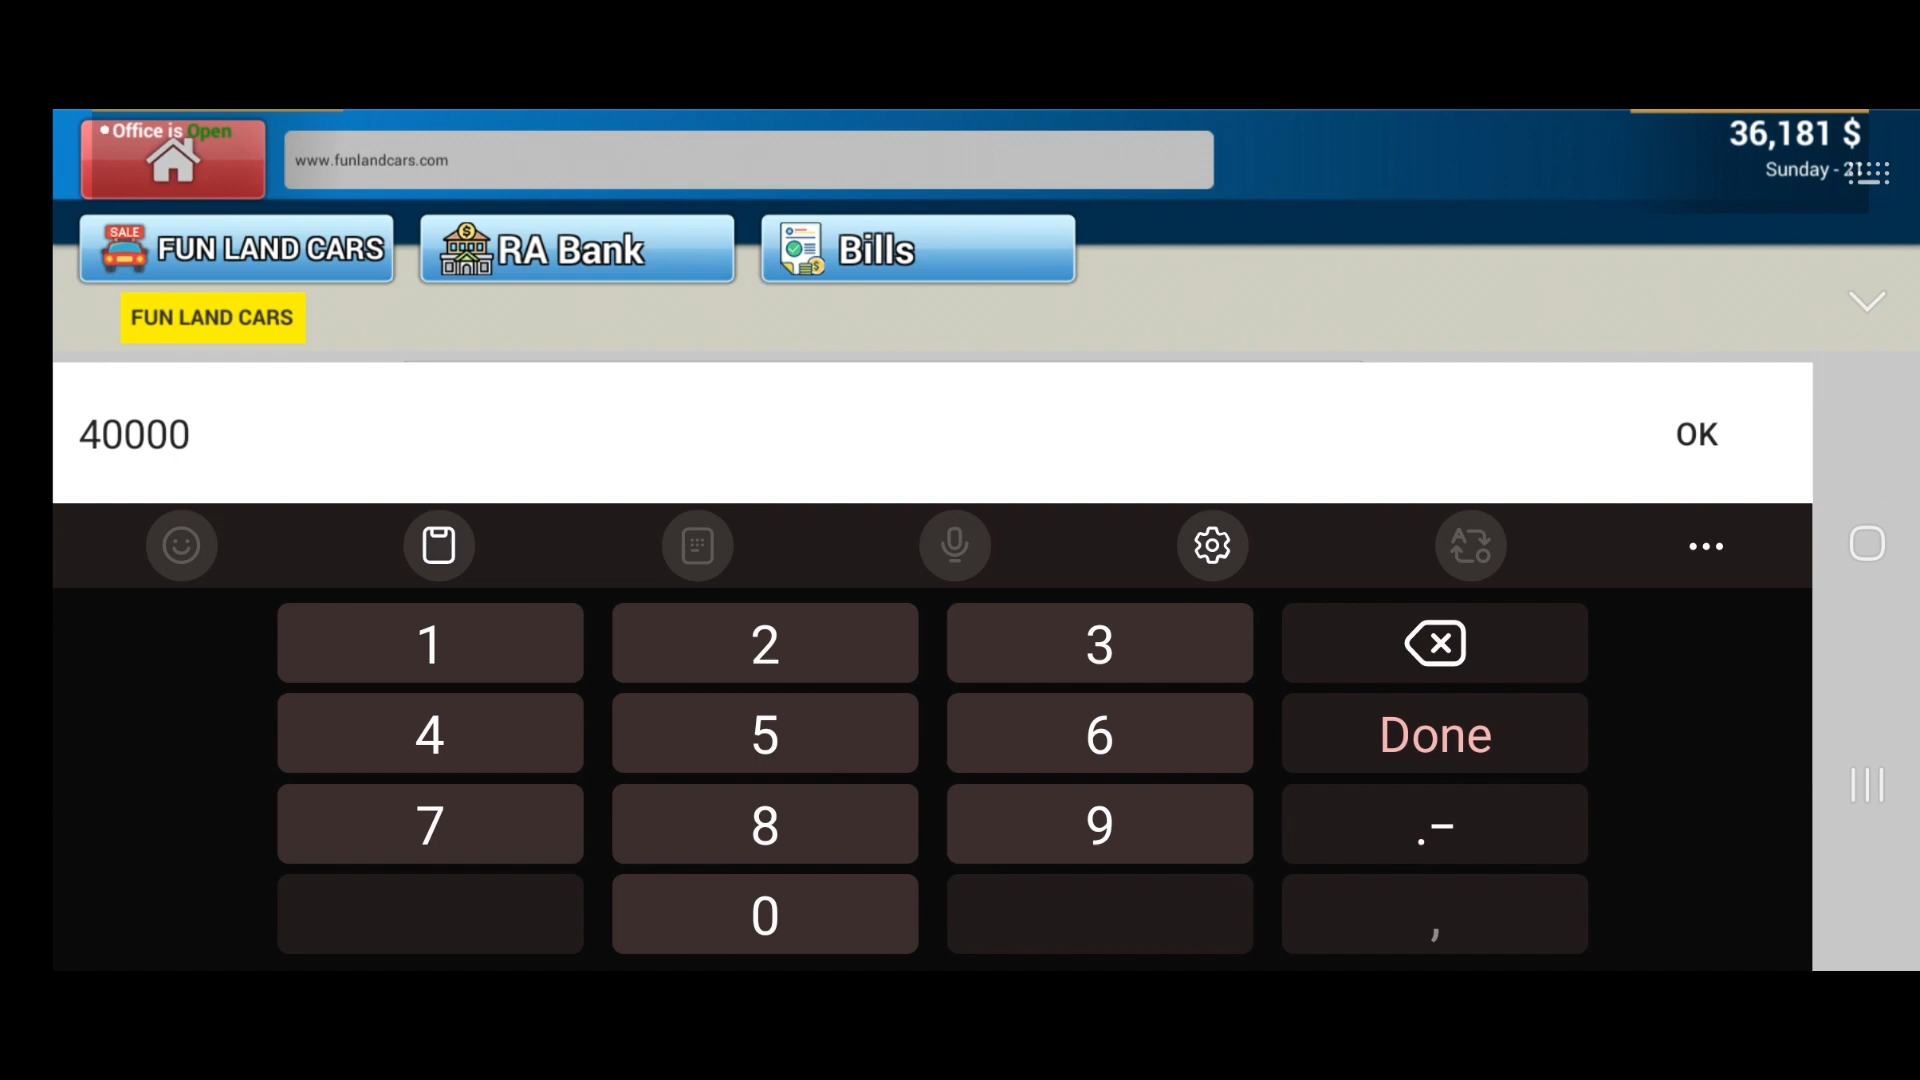 Office is Open
www.funlandcars.com
36,181 $
Sunday -
SALE
FUN LAND CARS
RA Bank
Bills
FUN LAND CARS
40000
OK
1
2
3
4
5
6
Done
7
8
9
.-
0
,